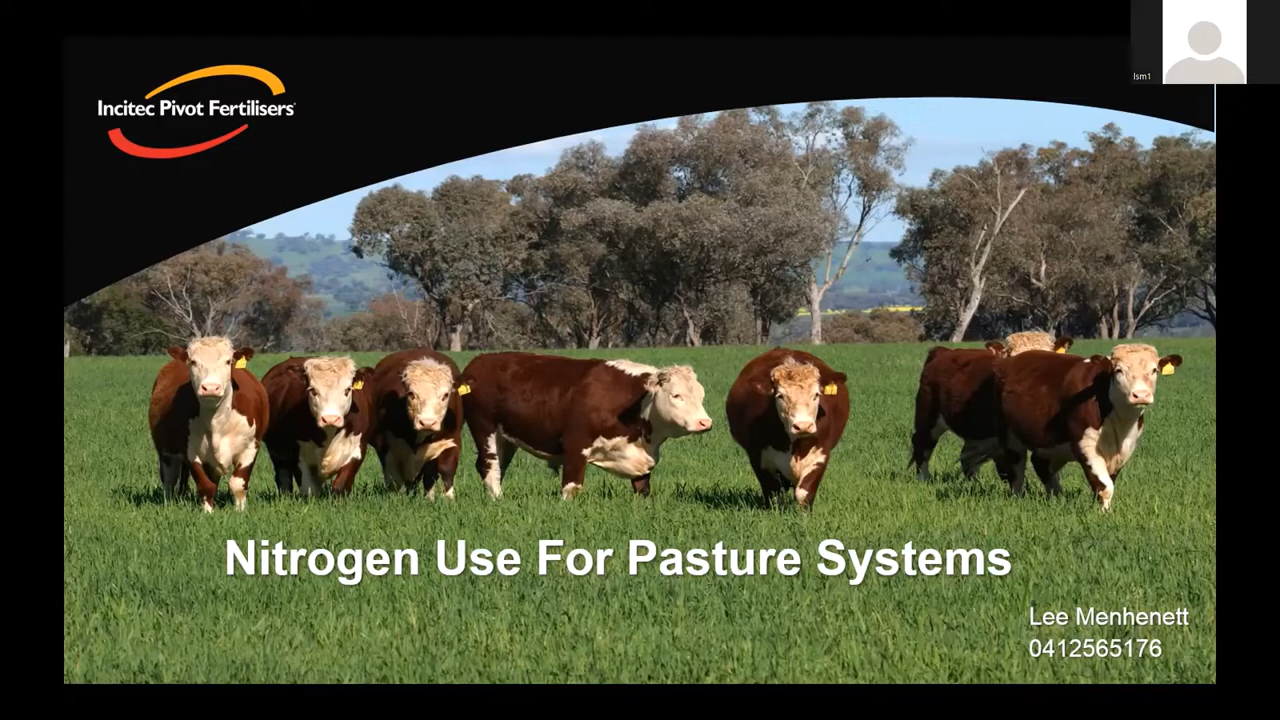 lsm1
Incitec Pivot Fertilisers
Nitrogen Use For Pasture Systems
Lee Menhenett
0412565176